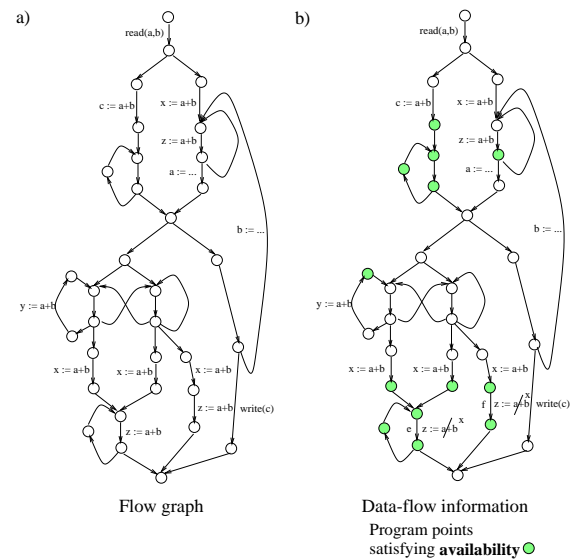 a)
read(a,b)
c := a+b
x := a+b
z := a+b
a := ...
b := ...
y := a+b
x := a+b
x := a+b
x := a+b
z := a+b
write(c)
z := a+b
Flow graph
b)
read(a,b)
c := a+b
x := a+b
z := a+b
a := ...
b := ...
y := a+b
x := a+b
x := a+b
x := a+b
f
z := a+b
x
write(c)
e
z := a+b
x
Data-flow information
Program points
satisfying availability